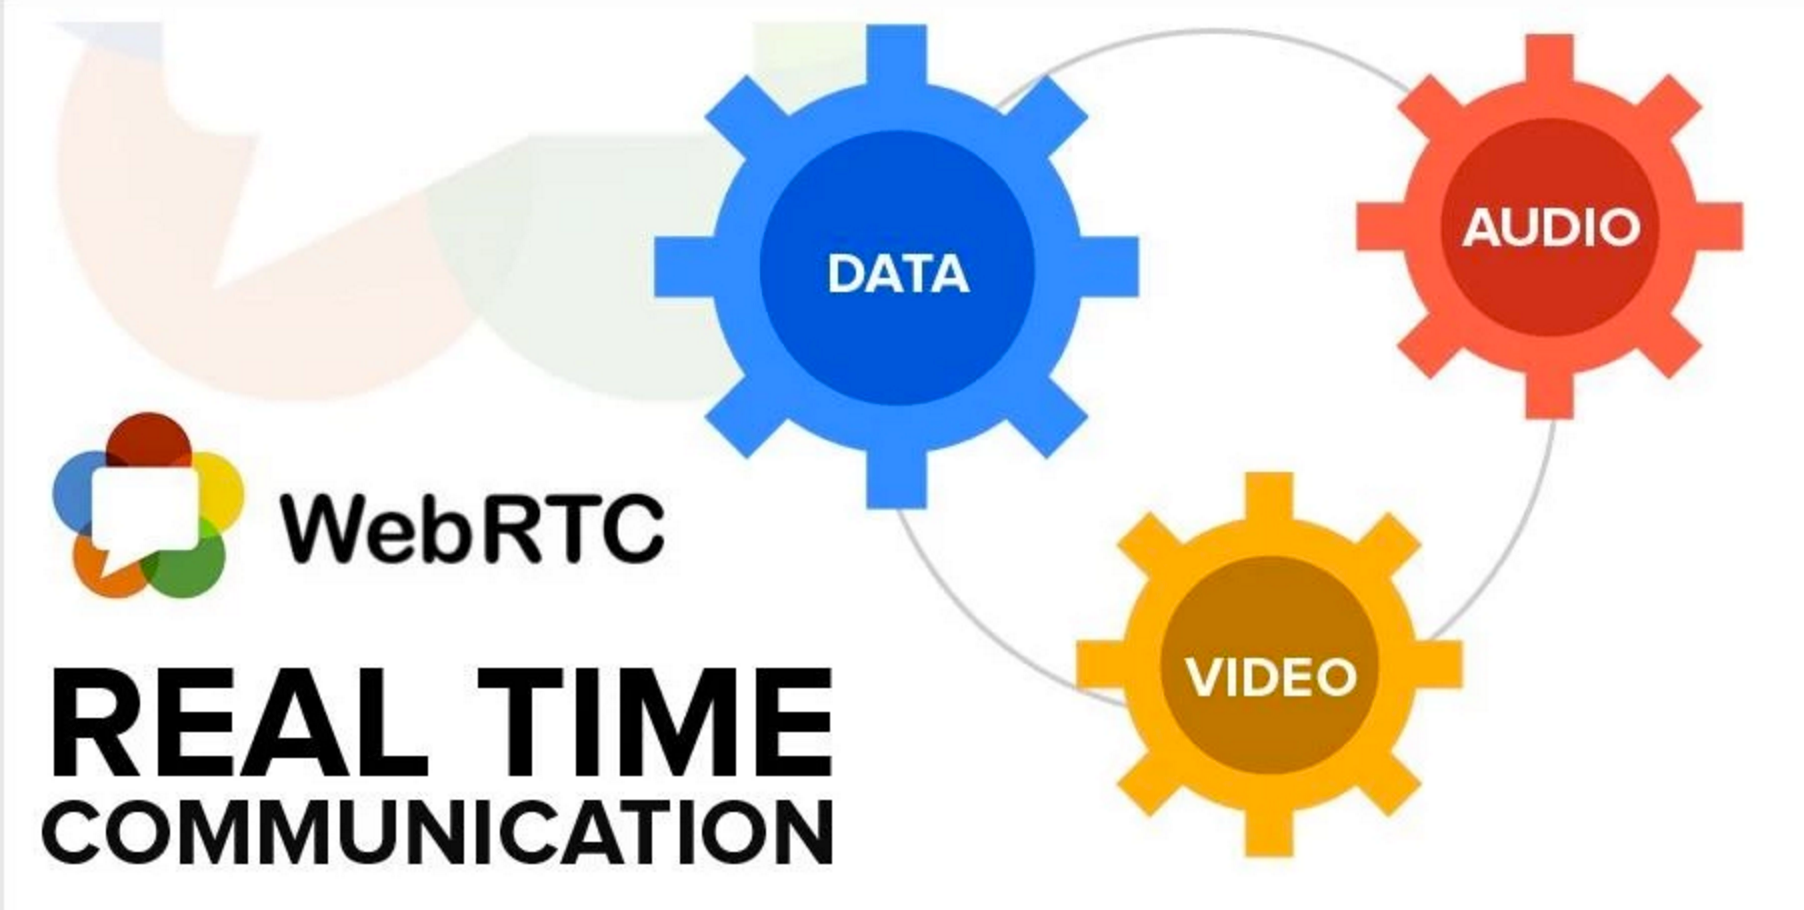 DATA
AUDIO
VIDEO
WebRTC
REAL TIME
COMMUNICATION